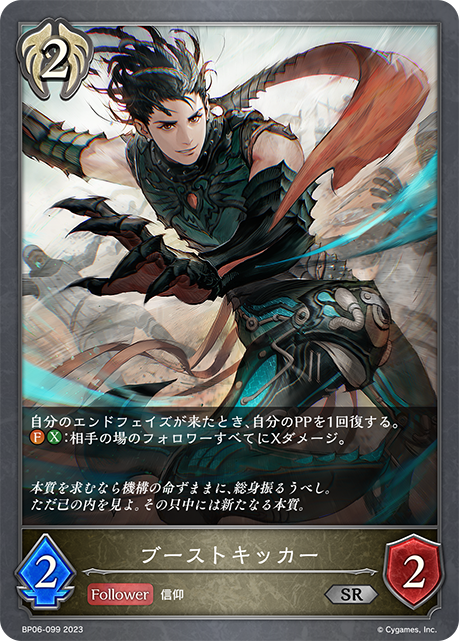 2
自分のエンドフェイズが来たとき、自分のPPを1回復する。
F X:相手の場のフォロワーすべてにXダメージ。
本質を求むなら機構の命ずままに、総身振るうべし。
ただ己の内を見よ。その只中には新たなる本質。
ブーストキッカー
2
Follower 信仰
SR
2
BP06-099 2023
© Cygames, Inc.